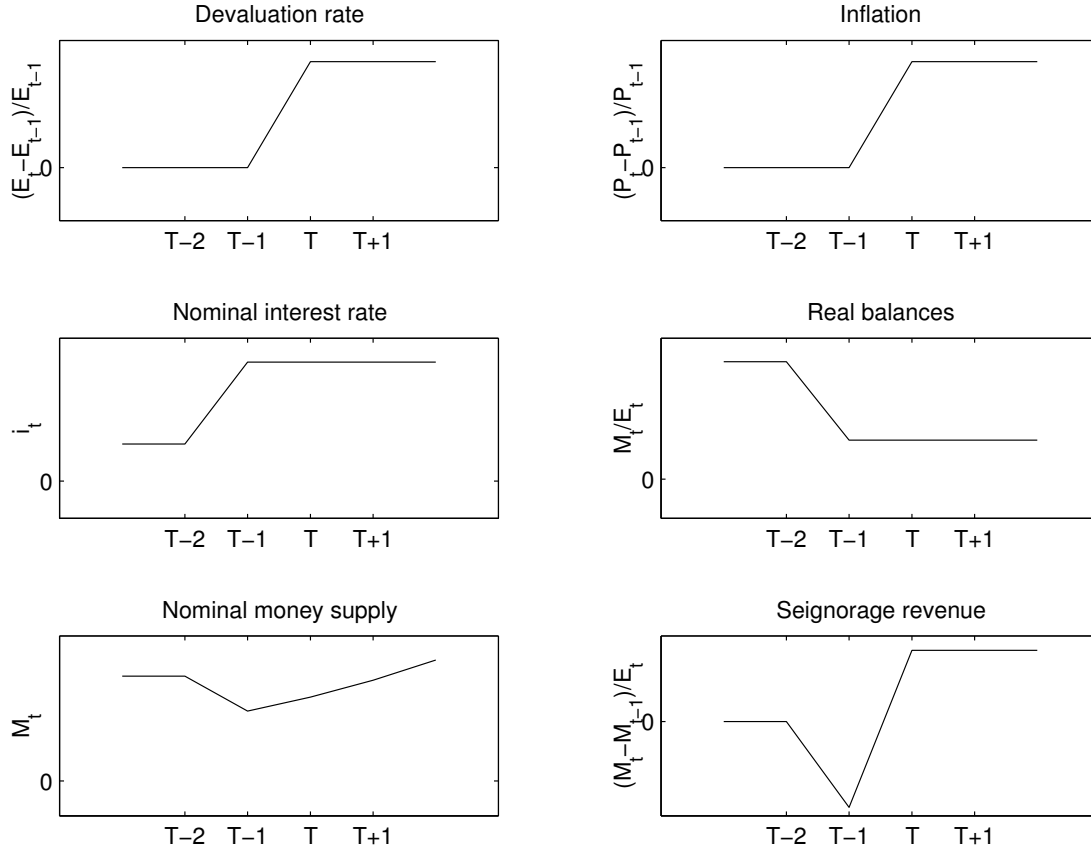 Devaluation rate
(E_t−E_{t−1})/E_{t−1}
0
T−2 T−1 T T+1
Inflation
(P_t−P_{t−1})/P_{t−1}
0
T−2 T−1 T T+1
Nominal interest rate
i_t
0
T−2 T−1 T T+1
Real balances
M_t/E_t
0
T−2 T−1 T T+1
Nominal money supply
M_t
0
T−2 T−1 T T+1
Seignorage revenue
(M_t−M_{t−1})/E_t
0
T−2 T−1 T T+1